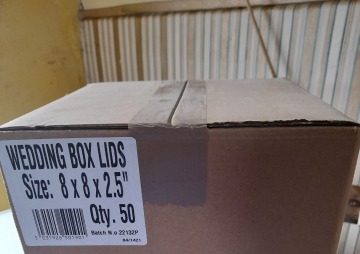 WEDDING BOX LIDS
Size: 8 x 8 x 2.5"
Qty. 50
Batch N.o 22132P